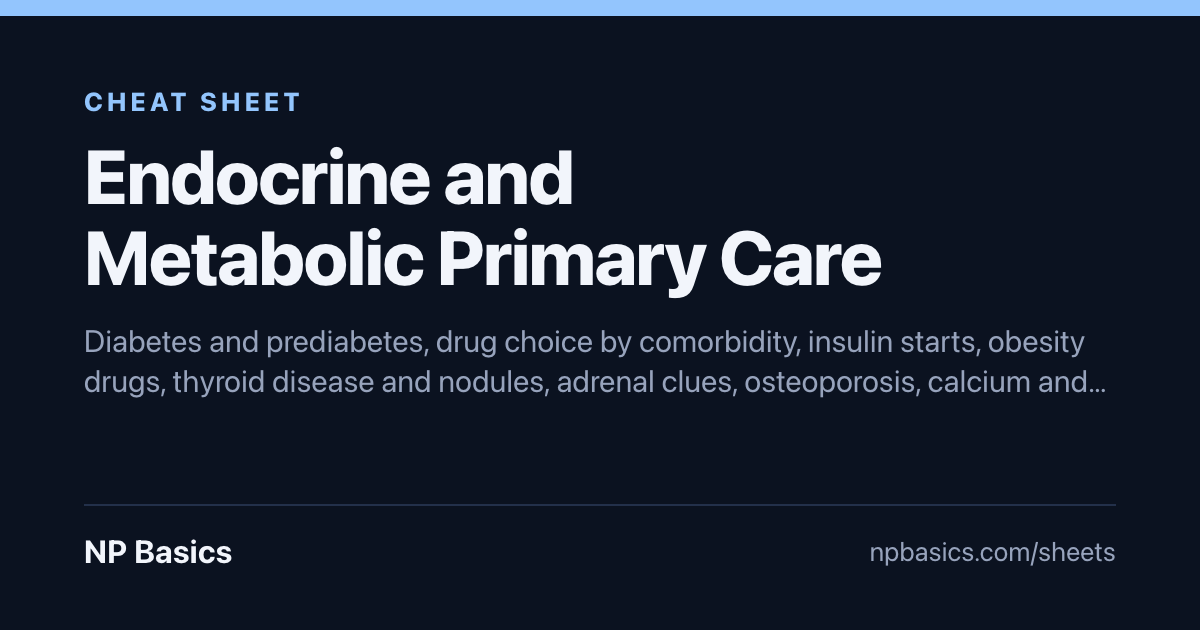 CHEAT SHEET
Endocrine and
Metabolic Primary Care
Diabetes and prediabetes, drug choice by comorbidity, insulin starts, obesity
drugs, thyroid disease and nodules, adrenal clues, osteoporosis, calcium and...
NP Basics
npbasics.com/sheets